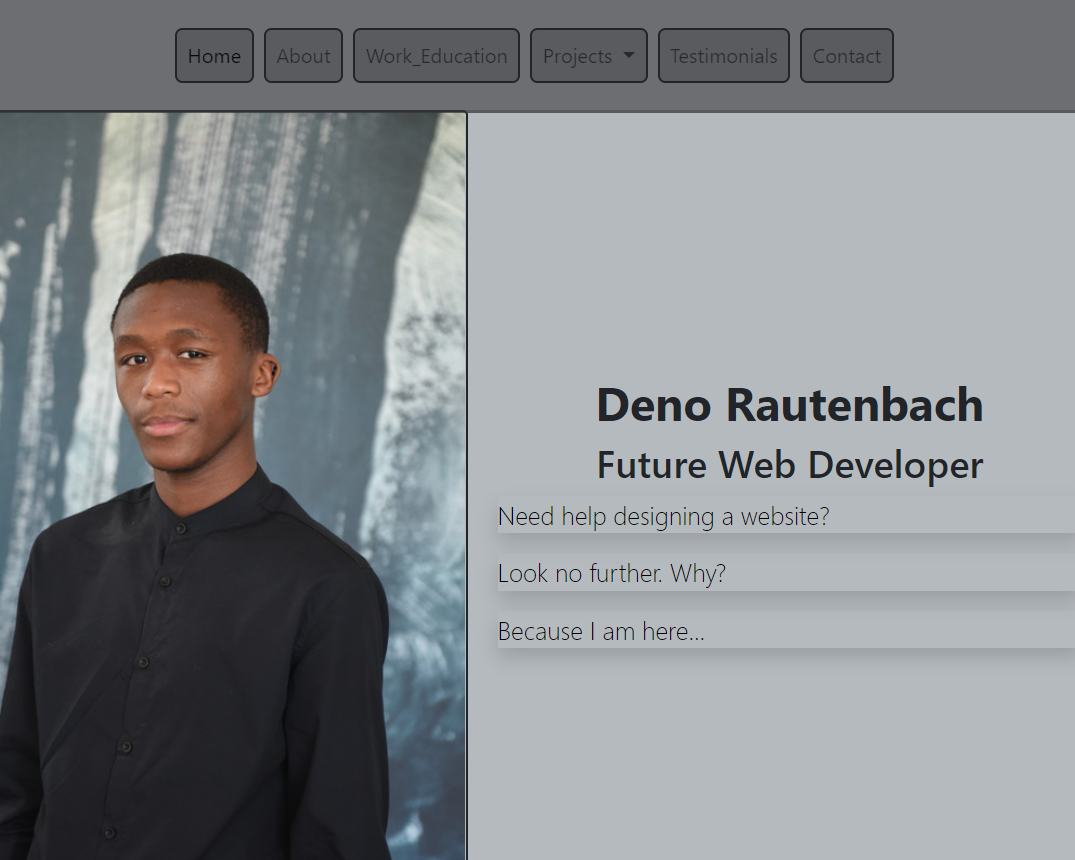 Home About Work_Education Projects Testimonials Contact
Deno Rautenbach
Future Web Developer
Need help designing a website?
Look no further. Why?
Because I am here...